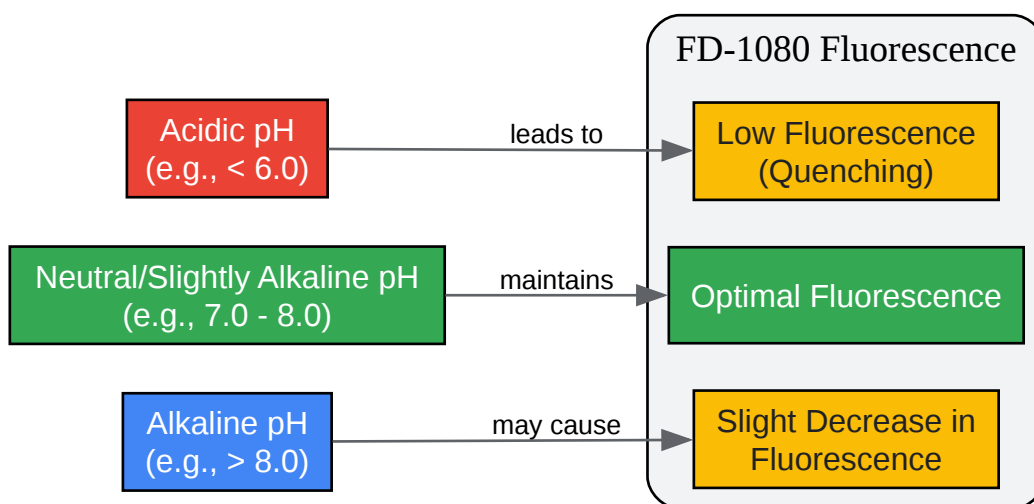 FD-1080 Fluorescence
Acidic pH
(e.g., < 6.0)
leads to
Low Fluorescence
(Quenching)
Neutral/Slightly Alkaline pH
(e.g., 7.0 - 8.0)
maintains
Optimal Fluorescence
Alkaline pH
(e.g., > 8.0)
may cause
Slight Decrease in
Fluorescence